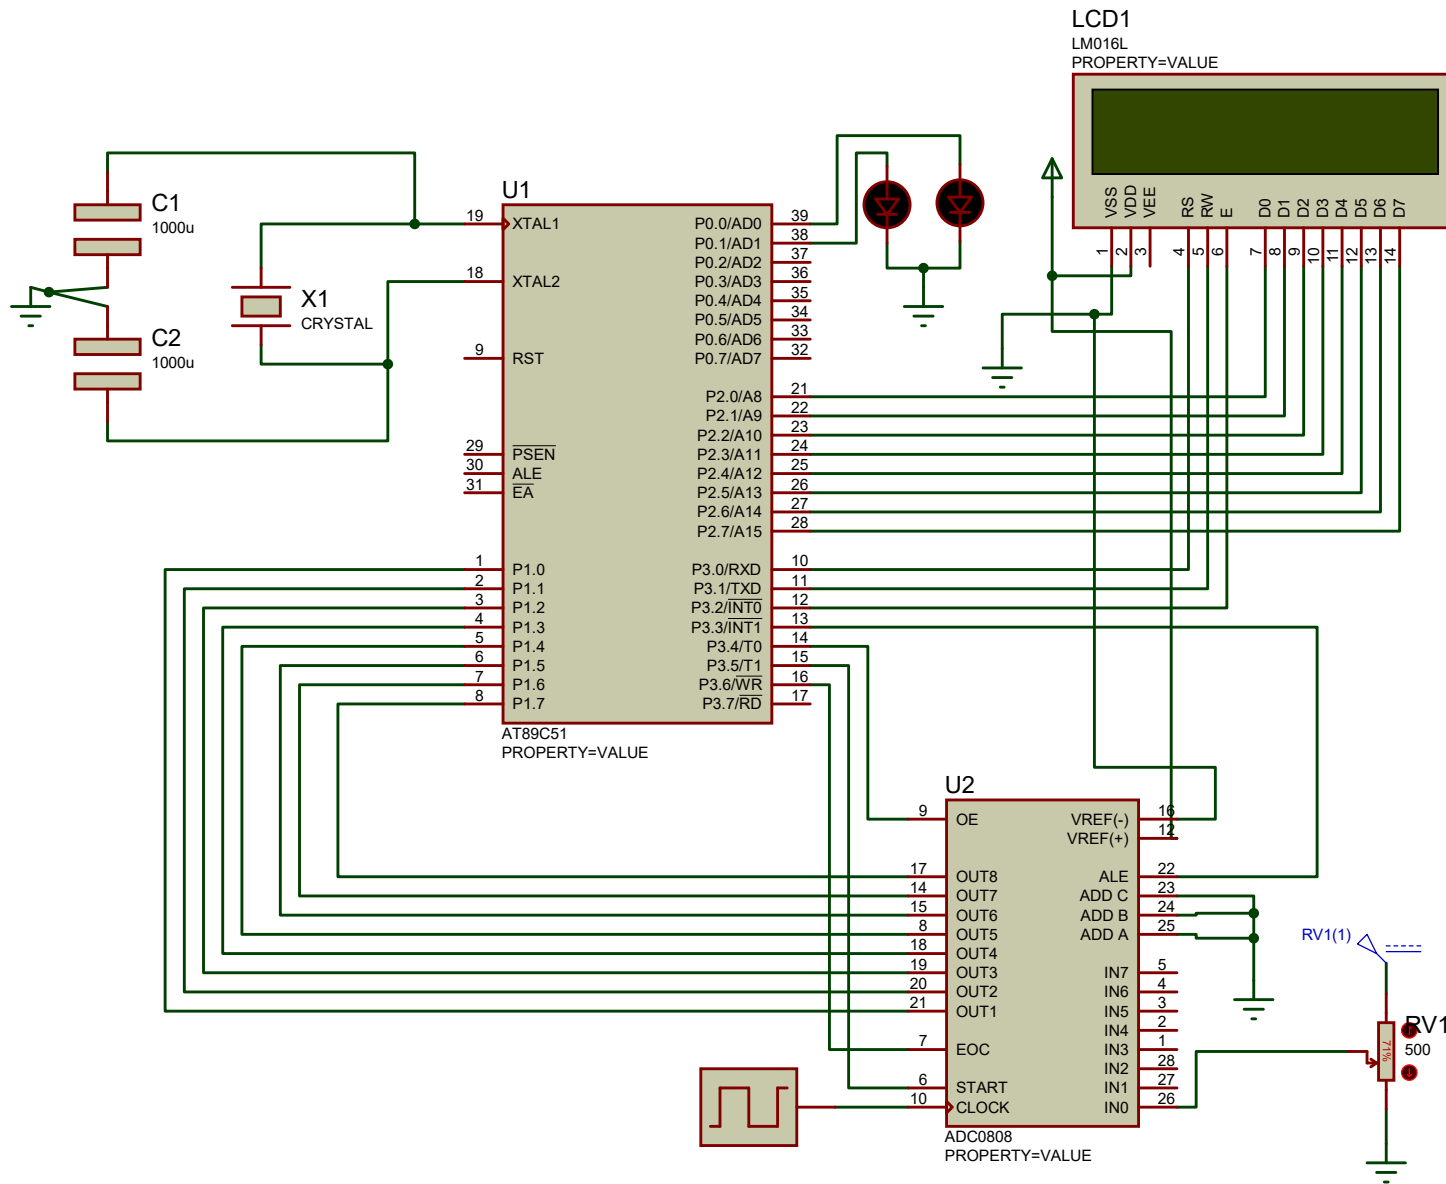 LCD1
LM016L
PROPERTY=VALUE
VSS
VDD
VEE
RS
RW
E
D0
D1
D2
D3
D4
D5
D6
D7
1
2
3
4
5
6
7
8
9
10
11
12
13
14
C1
1000u
C2
1000u
X1
CRYSTAL
U1
19 XTAL1 P0.0/AD0 39
P0.1/AD1 38
P0.2/AD2 37
18 XTAL2 P0.3/AD3 36
P0.4/AD4 35
P0.5/AD5 34
P0.6/AD6 33
9 RST P0.7/AD7 32
P2.0/A8 21
P2.1/A9 22
P2.2/A10 23
29 PSEN P2.3/A11 24
30 ALE P2.4/A12 25
31 EA P2.5/A13 26
P2.6/A14 27
P2.7/A15 28
1 P1.0 P3.0/RXD 10
2 P1.1 P3.1/TXD 11
3 P1.2 P3.2/INT0 12
4 P1.3 P3.3/INT1 13
5 P1.4 P3.4/T0 14
6 P1.5 P3.5/T1 15
7 P1.6 P3.6/WR 16
8 P1.7 P3.7/RD 17
AT89C51
PROPERTY=VALUE
U2
9 OE VREF(-) 16
VREF(+) 12
17 OUT8 ALE 22
14 OUT7 ADD C 23
15 OUT6 ADD B 24
8 OUT5 ADD A 25
18 OUT4
19 OUT3 IN7 5
20 OUT2 IN6 4
21 OUT1 IN5 3
IN4 2
7 EOC IN3 1
IN2 28
6 START IN1 27
10 CLOCK IN0 26
ADC0808
PROPERTY=VALUE
RV1(1)
RV1
500
71%